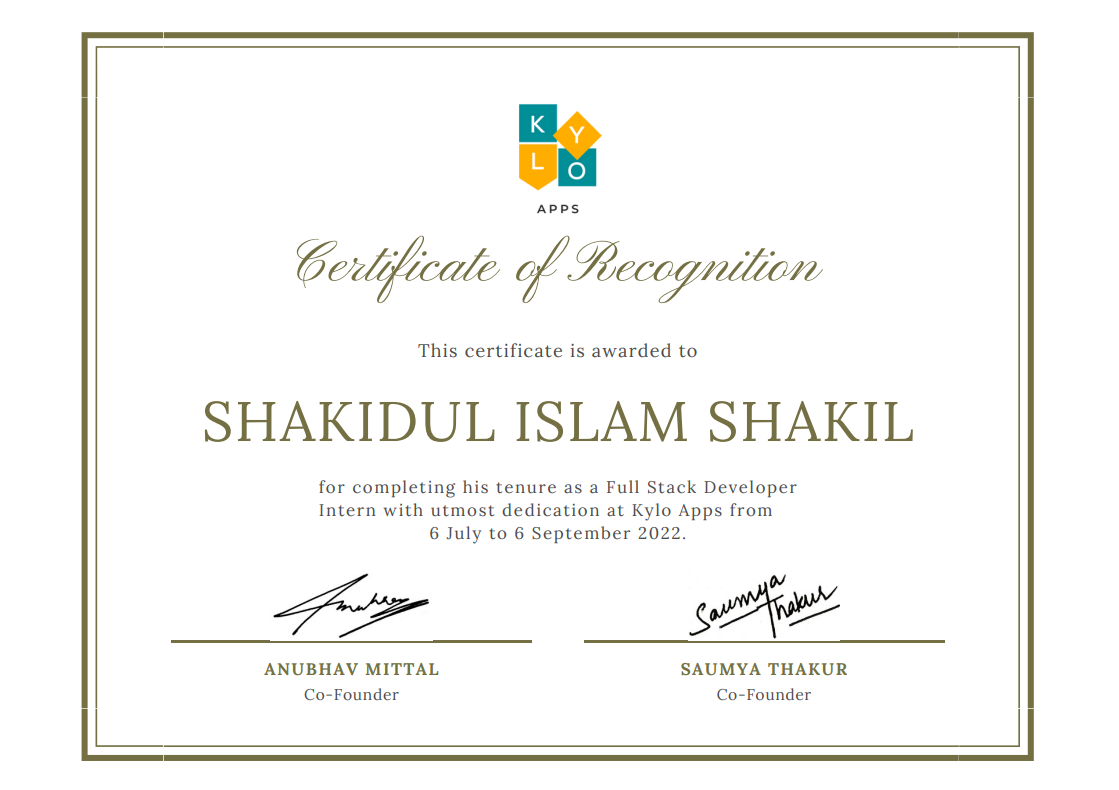 K Y
L O
APPS
Certificate of Recognition
This certificate is awarded to
SHAKIDUL ISLAM SHAKIL
for completing his tenure as a Full Stack Developer
Intern with utmost dedication at Kylo Apps from
6 July to 6 September 2022.
Saumya
Thakur
ANUBHAV MITTAL
SAUMYA THAKUR
Co-Founder
Co-Founder